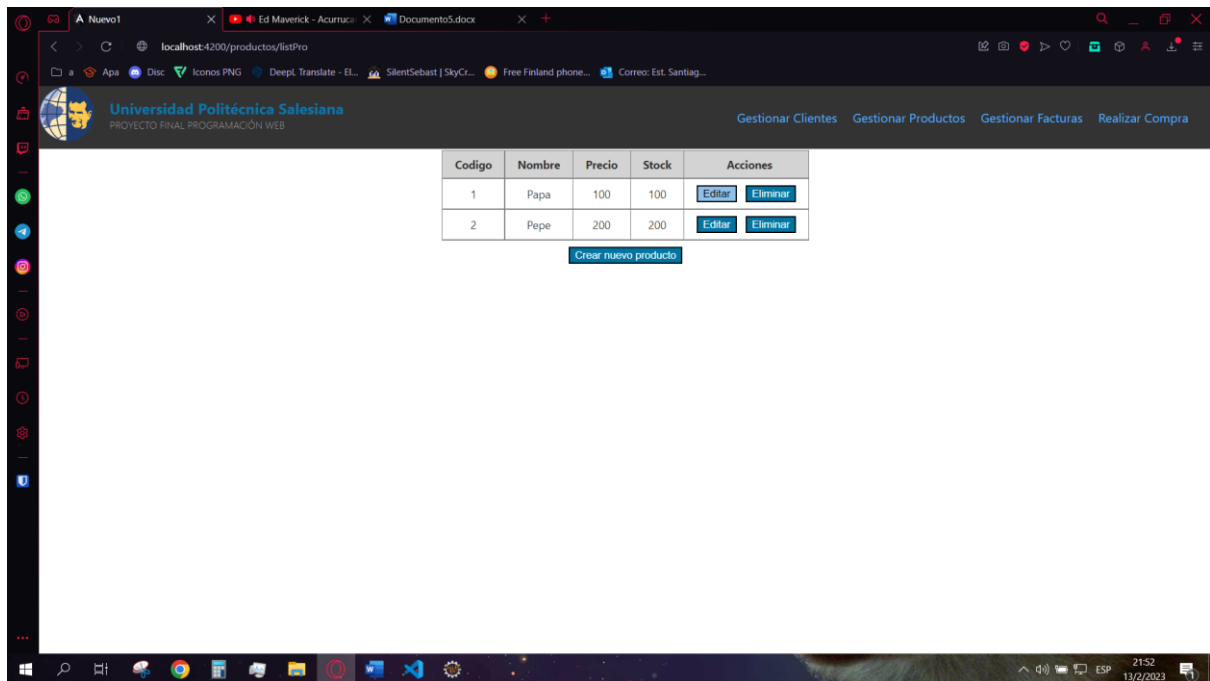 Nuevo1
Ed Maverick - Acurruca
Documento5.docx
localhost:4200/productos/listPro
a
Apa
Disc
Iconos PNG
DeepL Translate - El...
SilentSebast | SkyCr...
Free Finland phone...
Correo: Est. Santiag...
Universidad Politécnica Salesiana
PROYECTO FINAL PROGRAMACIÓN WEB
Gestionar Clientes Gestionar Productos Gestionar Facturas Realizar Compra
Codigo Nombre Precio Stock Acciones
1 Papa 100 100 Editar Eliminar
2 Pepe 200 200 Editar Eliminar
Crear nuevo producto
ESP
21:52
13/2/2023